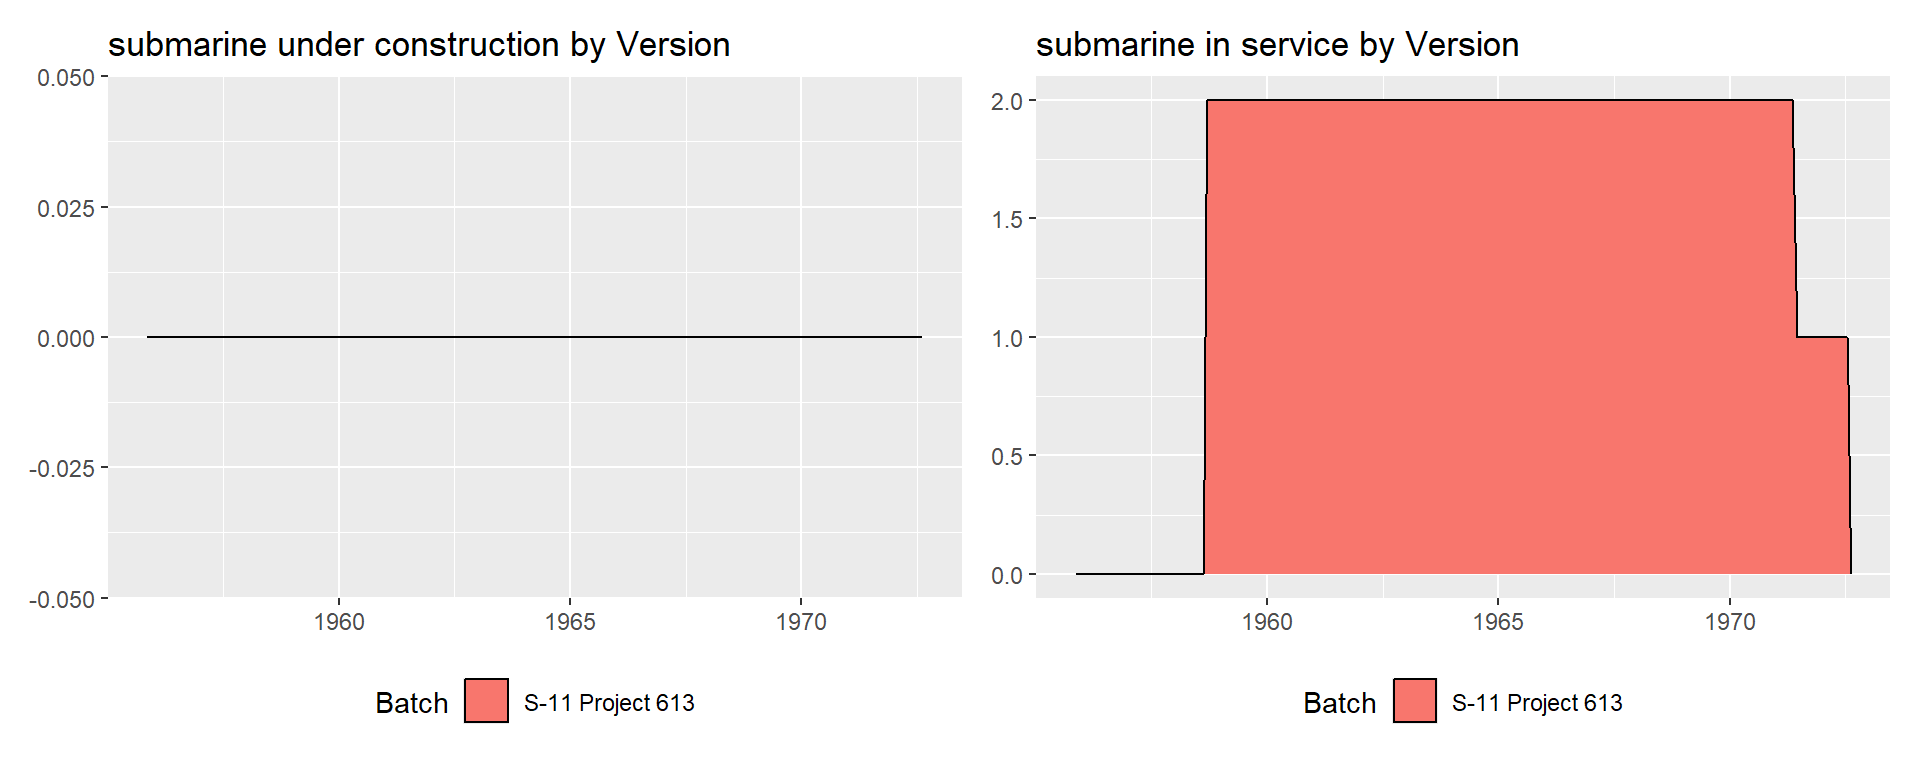 submarine under construction by Version
0.050
0.025
0.000
-0.025
-0.050
1960 1965 1970
Batch S-11 Project 613
submarine in service by Version
2.0
1.5
1.0
0.5
0.0
1960 1965 1970
Batch S-11 Project 613